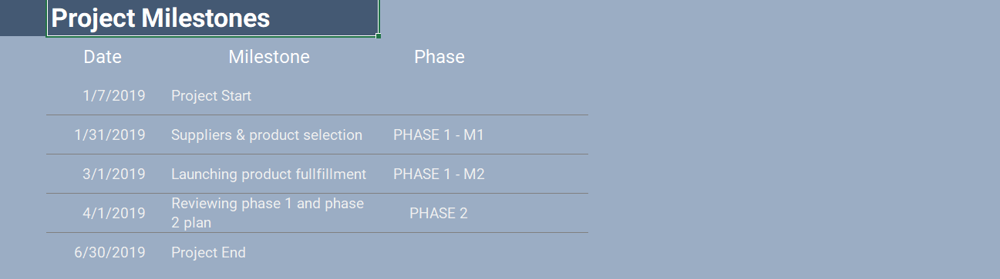 Project Milestones
Date Milestone Phase
1/7/2019 Project Start
1/31/2019 Suppliers & product selection PHASE 1 - M1
3/1/2019 Launching product fullfillment PHASE 1 - M2
4/1/2019 Reviewing phase 1 and phase
2 plan PHASE 2
6/30/2019 Project End